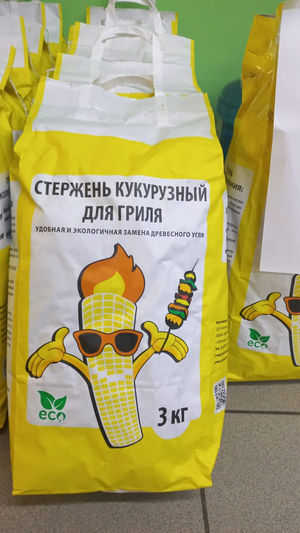 СТЕРЖЕНЬ КУКУРУЗНЫЙ
ДЛЯ ГРИЛЯ
УДОБНАЯ И ЭКОЛОГИЧНАЯ ЗАМЕНА ДРЕВЕСНОГО УГЛЯ
eco
3 КГ
eco